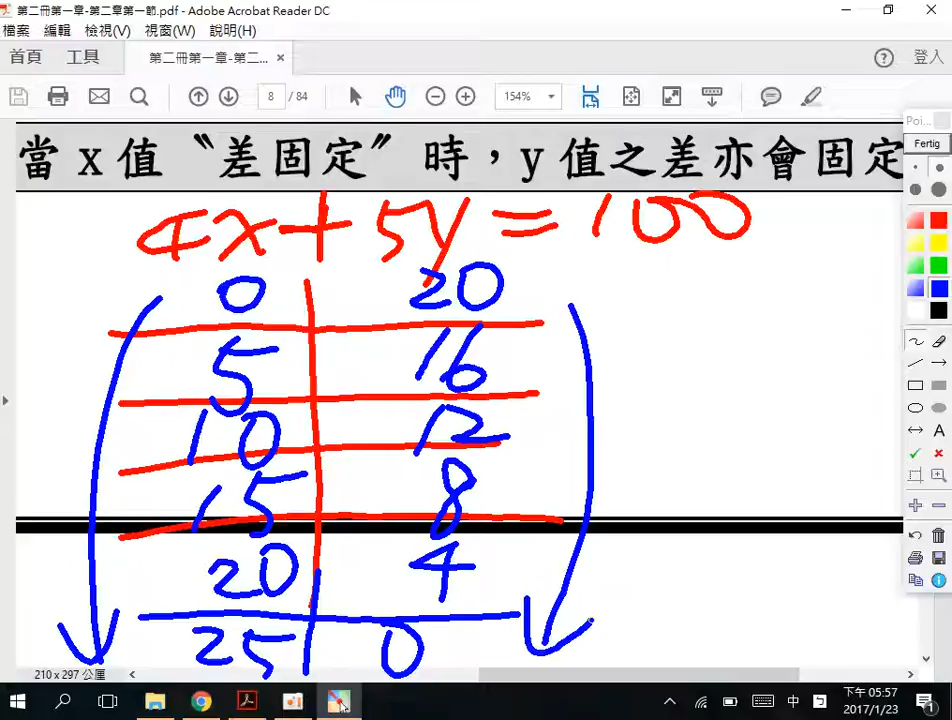 第二冊第一章-第二章第一節.pdf - Adobe Acrobat Reader DC
檔案 編輯 檢視(V) 視窗(W) 說明(H)
首頁 工具 第二冊第一章-第二... × 登入
8 / 84 154%
Poi...
Fertig
當 x 值〝差固定〞時，y 值之差亦會固定
4x+5y=100
0 20
5 16
10 12
15 8
20 4
25 0
210 x 297 公厘
中 下午 05:57
2017/1/23
1